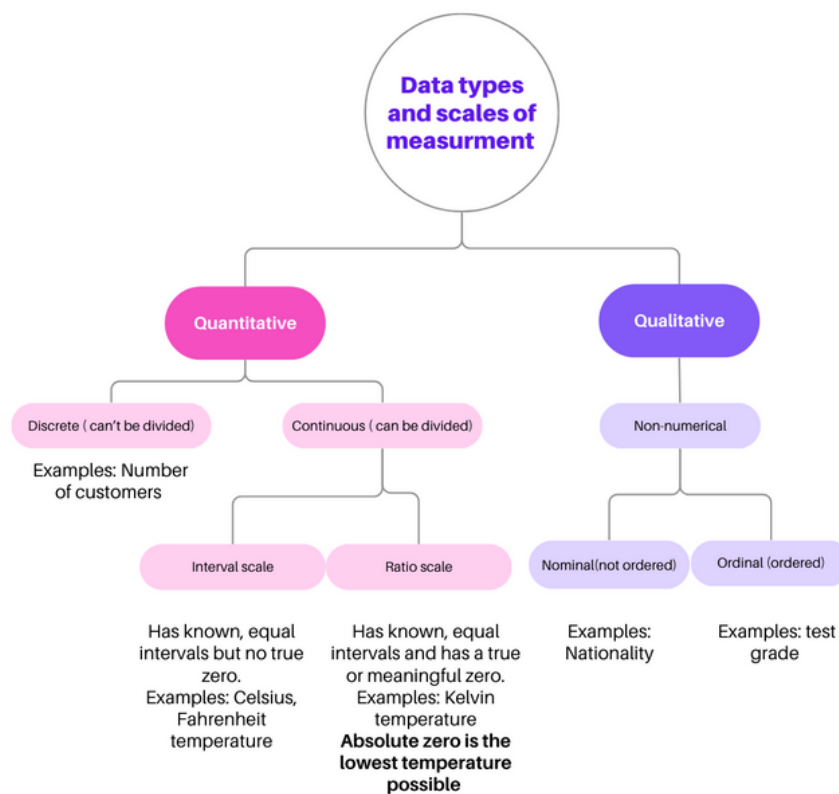 Data types
and scales of
measurment
Quantitative
Qualitative
Discrete ( can't be divided)
Continuous ( can be divided)
Non-numerical
Examples: Number
of customers
Interval scale
Ratio scale
Nominal(not ordered)
Ordinal (ordered)
Has known, equal
intervals but no true
zero.
Examples: Celsius,
Fahrenheit
temperature
Has known, equal
intervals and has a true
or meaningful zero.
Examples: Kelvin
temperature
Absolute zero is the
lowest temperature
possible
Examples:
Nationality
Examples: test
grade